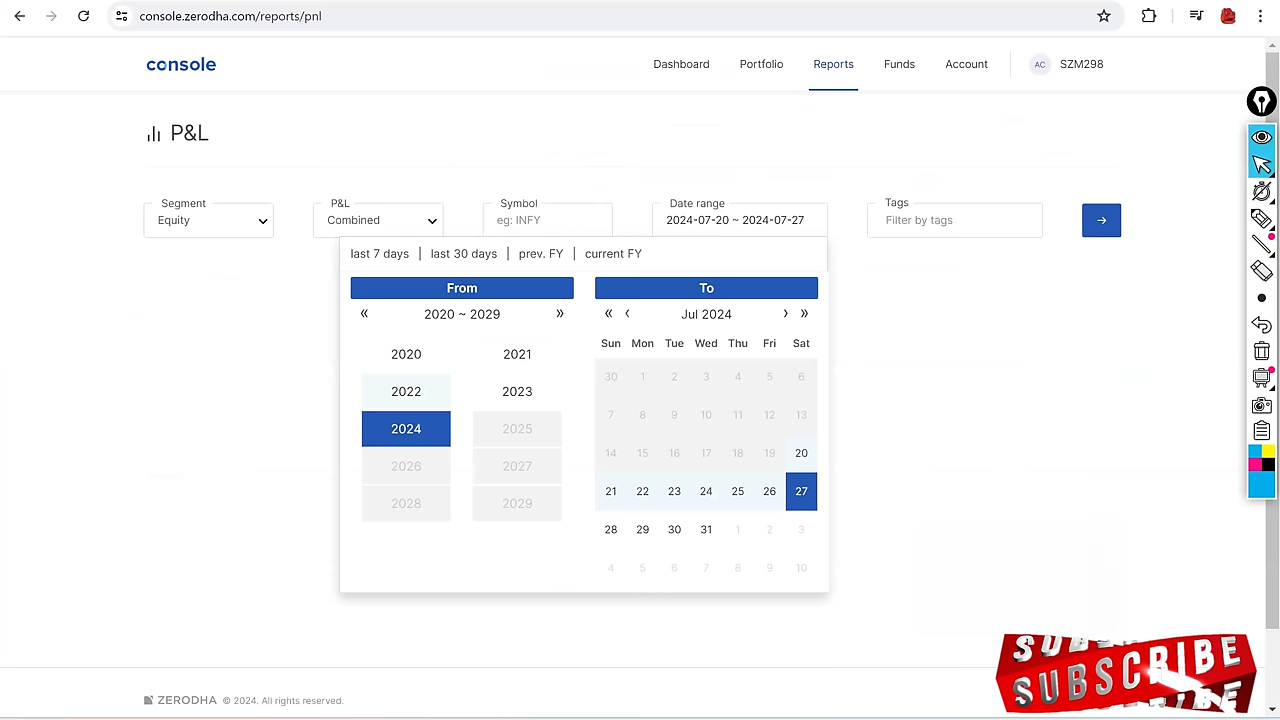 console.zerodha.com/reports/pnl
console
Dashboard
Portfolio
Reports
Funds
Account
AC
SZM298
P&L
Segment
Equity
P&L
Combined
Symbol
eg: INFY
Date range
2024-07-20 ~ 2024-07-27
Tags
Filter by tags
last 7 days | last 30 days | prev. FY | current FY
From
« 2020 ~ 2029 »
2020 2021
2022 2023
2024 2025
2026 2027
2028 2029
To
« ‹ Jul 2024 › »
Sun Mon Tue Wed Thu Fri Sat
30 1 2 3 4 5 6
7 8 9 10 11 12 13
14 15 16 17 18 19 20
21 22 23 24 25 26 27
28 29 30 31 1 2 3
4 5 6 7 8 9 10
ZERODHA © 2024. All rights reserved.
SUBSCRIBE